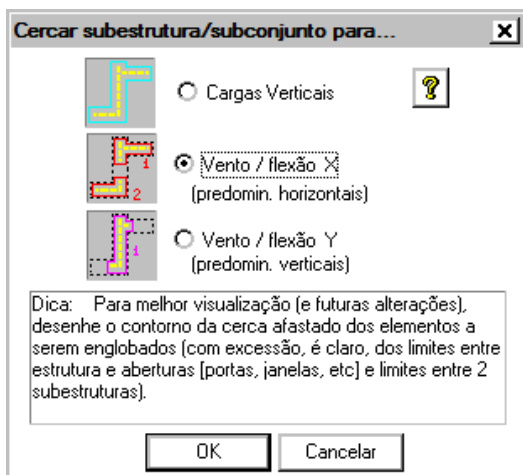 Cercar subestrutura/subconjunto para...
Cargas Verticais
?
1
2
Vento / flexão X
(predomin. horizontais)
1
Vento / flexão Y
(predomin. verticais)
Dica: Para melhor visualização (e futuras alterações),
desenhe o contorno da cerca afastado dos elementos a
serem englobados (com excessão, é claro, dos limites entre
estrutura e aberturas [portas, janelas, etc] e limites entre 2
subestruturas).
OK Cancelar